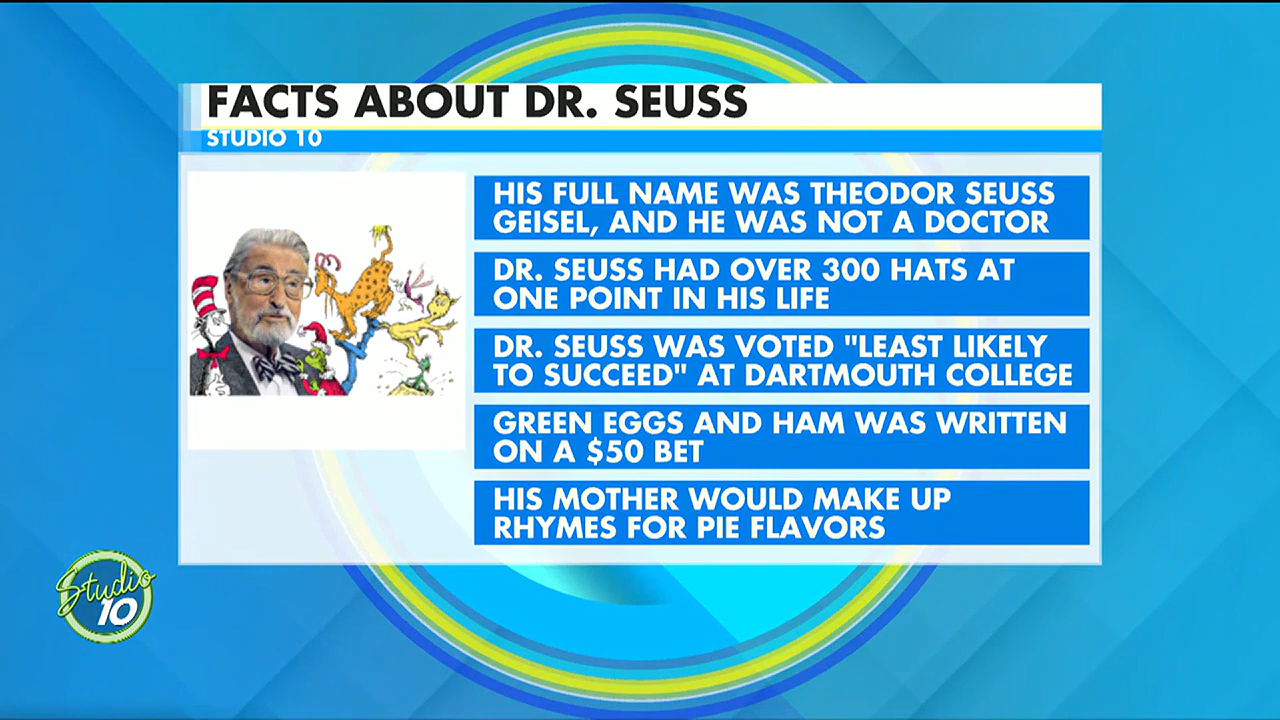 FACTS ABOUT DR. SEUSS
STUDIO 10
HIS FULL NAME WAS THEODOR SEUSS
GEISEL, AND HE WAS NOT A DOCTOR
DR. SEUSS HAD OVER 300 HATS AT
ONE POINT IN HIS LIFE
DR. SEUSS WAS VOTED "LEAST LIKELY
TO SUCCEED" AT DARTMOUTH COLLEGE
GREEN EGGS AND HAM WAS WRITTEN
ON A $50 BET
HIS MOTHER WOULD MAKE UP
RHYMES FOR PIE FLAVORS
Studio
10